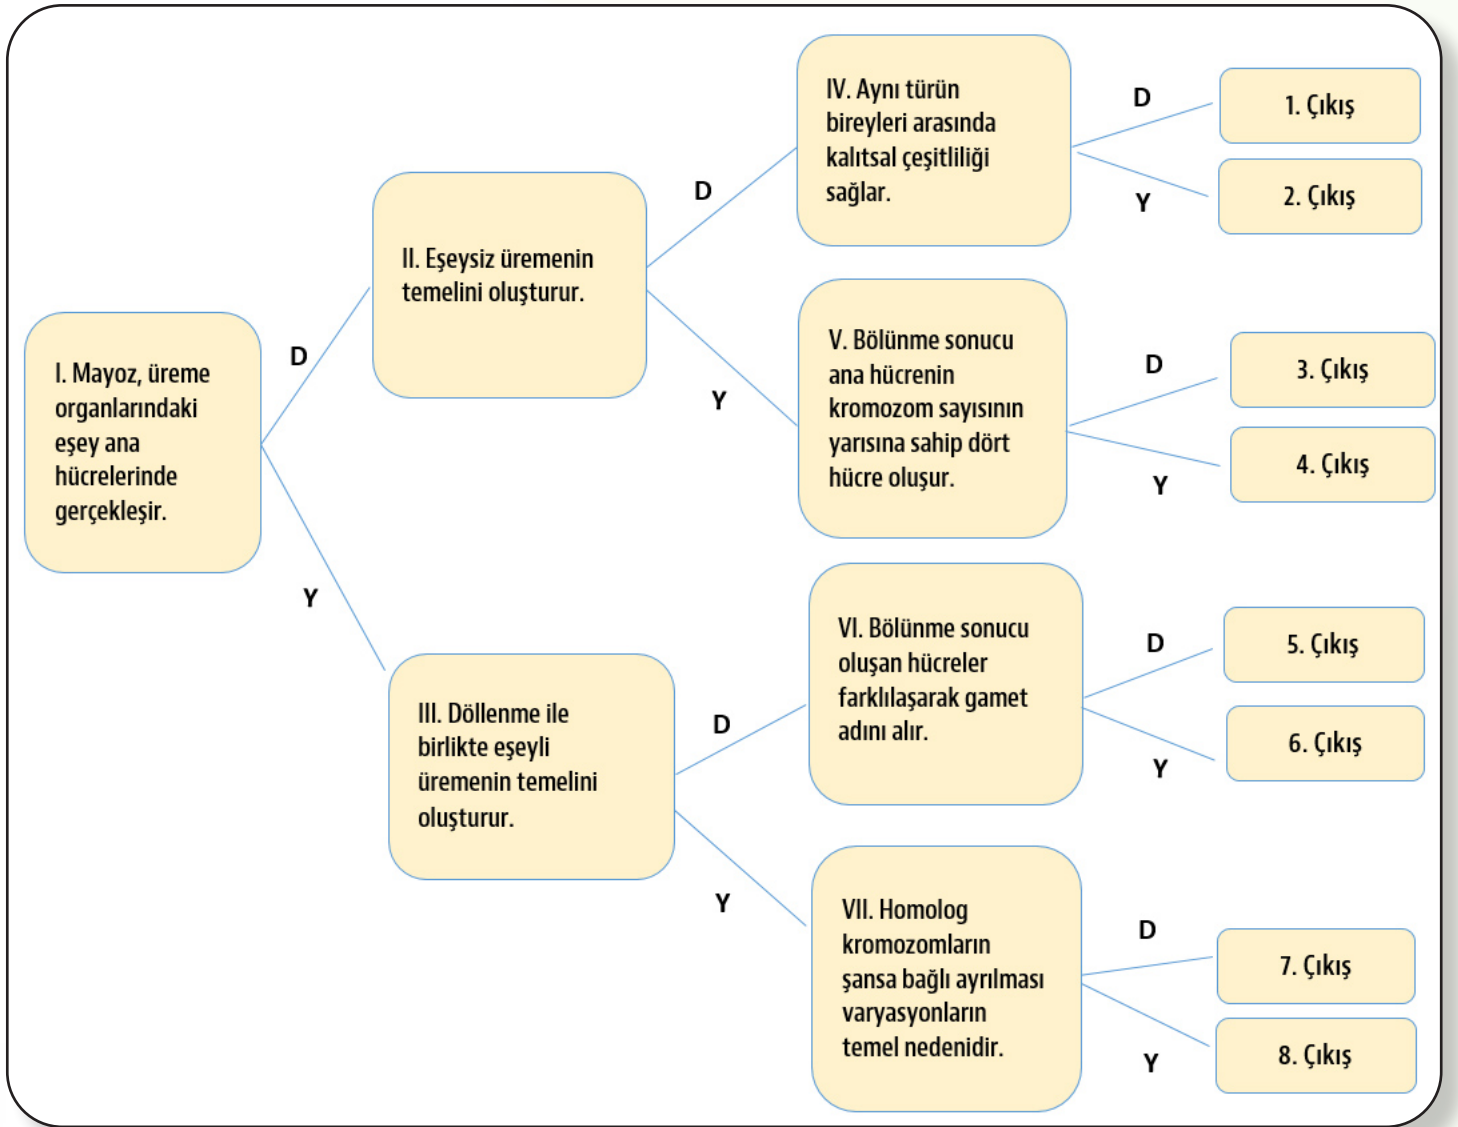 I. Mayoz, üreme
organlarındaki
eşey ana
hücrelerinde
gerçekleşir.
D
Y
II. Eşeysiz üremenin
temelini oluşturur.
D
Y
III. Döllenme ile
birlikte eşeyli
üremenin temelini
oluşturur.
D
Y
IV. Aynı türün
bireyleri arasında
kalıtsal çeşitliliği
sağlar.
D
Y
1. Çıkış
2. Çıkış
V. Bölünme sonucu
ana hücrenin
kromozom sayısının
yarısına sahip dört
hücre oluşur.
D
Y
3. Çıkış
4. Çıkış
VI. Bölünme sonucu
oluşan hücreler
farklılaşarak gamet
adını alır.
D
Y
5. Çıkış
6. Çıkış
VII. Homolog
kromozomların
şansa bağlı ayrılması
varyasyonların
temel nedenidir.
D
Y
7. Çıkış
8. Çıkış